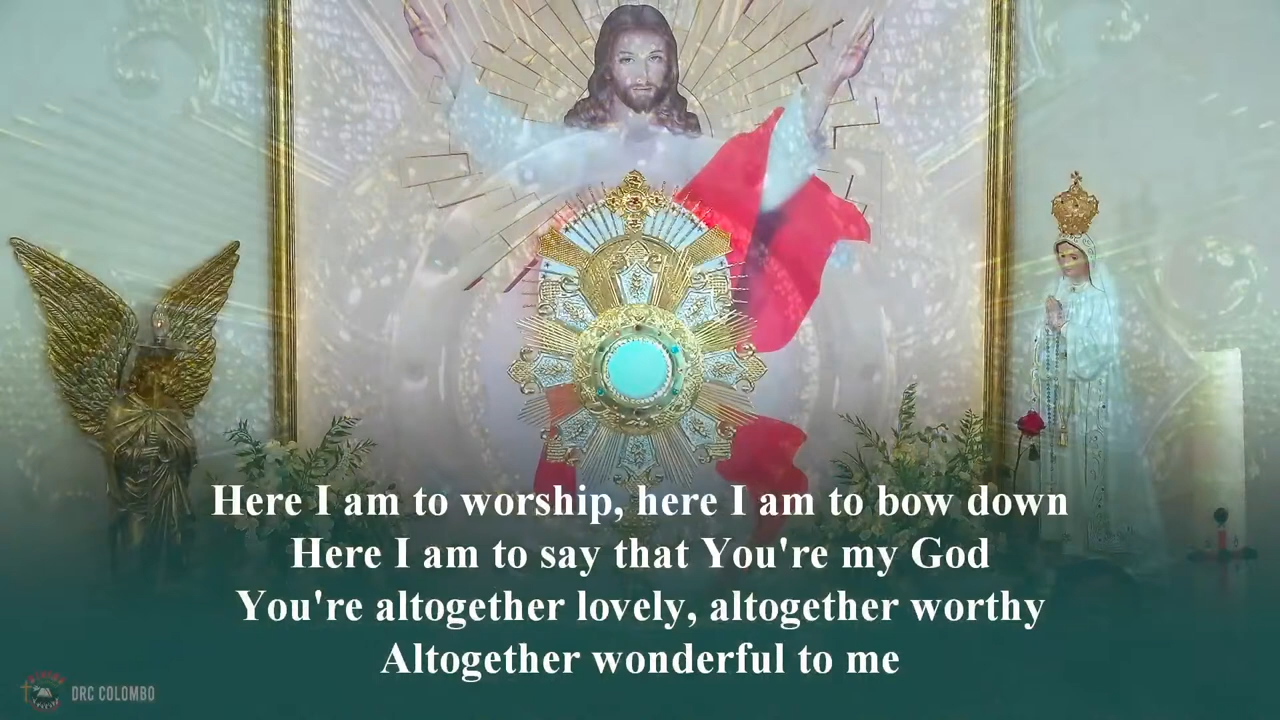 Here I am to worship, here I am to bow down
Here I am to say that You're my God
You're altogether lovely, altogether worthy
Altogether wonderful to me
DRC COLOMBO